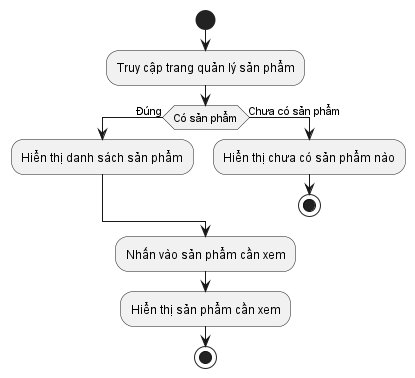 Truy cập trang quản lý sản phẩm
Đúng
Có sản phẩm
Chưa có sản phẩm
Hiển thị danh sách sản phẩm
Hiển thị chưa có sản phẩm nào
Nhấn vào sản phẩm cần xem
Hiển thị sản phẩm cần xem